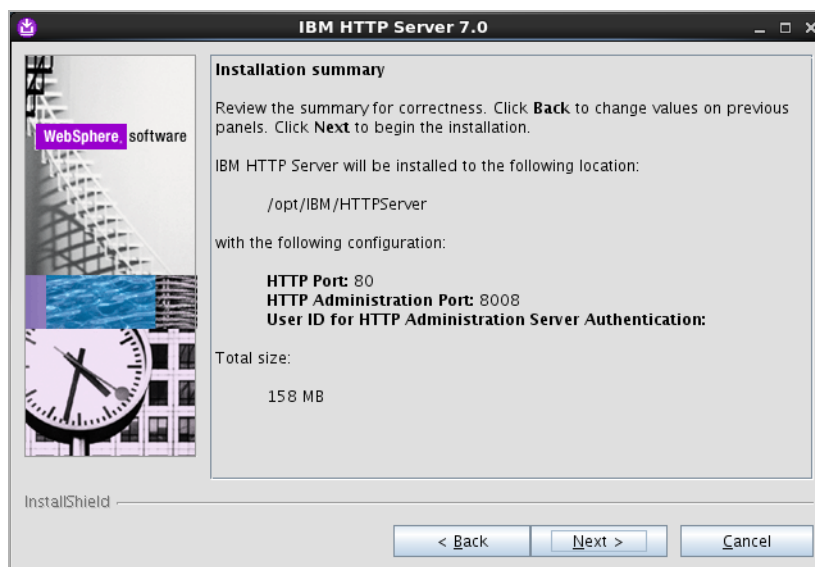 IBM HTTP Server 7.0
WebSphere. software
Installation summary
Review the summary for correctness. Click Back to change values on previous
panels. Click Next to begin the installation.
IBM HTTP Server will be installed to the following location:
/opt/IBM/HTTPServer
with the following configuration:
HTTP Port: 80
HTTP Administration Port: 8008
User ID for HTTP Administration Server Authentication:
Total size:
158 MB
InstallShield
< Back
Next >
Cancel